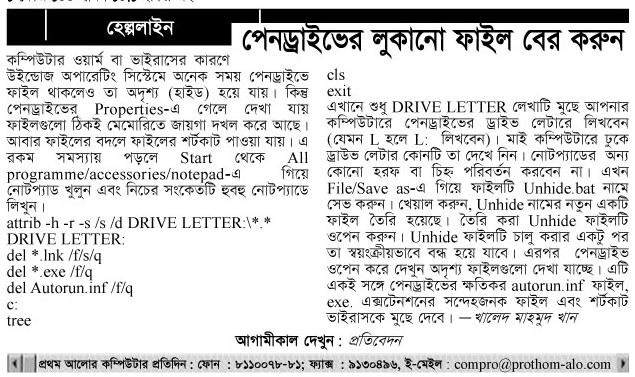 হেল্পলাইন
পেনড্রাইভের লুকানো ফাইল বের করুন
কম্পিউটার ওয়ার্ম বা ভাইরাসের কারণে
উইন্ডোজ অপারেটিং সিস্টেমে অনেক সময় পেনড্রাইভে
ফাইল থাকলেও তা অদৃশ্য (হাইড) হয়ে যায়। কিন্তু
পেনড্রাইভের Properties-এ গেলে দেখা যায়
ফাইলগুলো ঠিকই মেমোরিতে জায়গা দখল করে আছে।
আবার ফাইলের বদলে ফাইলের শর্টকাট পাওয়া যায়। এ
রকম সমস্যায় পড়লে Start থেকে All
programme/accessories/notepad-এ গিয়ে
নোটপ্যাড খুলুন এবং নিচের সংকেতটি হুবহু নোটপ্যাডে
লিখুন।
attrib -h -r -s /s /d DRIVE LETTER:\*.*
DRIVE LETTER:
del *.lnk /f/s/q
del *.exe /f/q
del Autorun.inf /f/q
c:
tree
cls
exit
এখানে শুধু DRIVE LETTER লেখাটি মুছে আপনার
কম্পিউটারে পেনড্রাইভের ড্রাইভ লেটারে লিখবেন
(যেমন L হলে L: লিখবেন)। মাই কম্পিউটারে ঢুকে
ড্রাউভ লেটার কোনটি তা দেখে নিন। নোটপ্যাডের অন্য
কোনো হরফ বা চিহ্ন পরিবর্তন করবেন না। এখন
File/Save as-এ গিয়ে ফাইলটি Unhide.bat নামে
সেভ করুন। খেয়াল করুন, Unhide নামের নতুন একটি
ফাইল তৈরি হয়েছে। তৈরি করা Unhide ফাইলটি
ওপেন করুন। Unhide ফাইলটি চালু করার একটু পর
তা স্বয়ংক্রীয়ভাবে বন্ধ হয়ে যাবে। এরপর পেনড্রাইভ
ওপেন করে দেখুন অদৃশ্য ফাইলগুলো দেখা যাচ্ছে। এটি
একই সঙ্গে পেনড্রাইভের ক্ষতিকর autorun.inf ফাইল,
exe. এক্সটেনশনের সন্দেহজনক ফাইল এবং শর্টকাট
ভাইরাসকে মুছে দেবে। —খালেদ মাহমুদ খান
আগামীকাল দেখুন : প্রতিবেদন
প্রথম আলোর কম্পিউটার প্রতিদিন : ফোন : ৮১১০০৭৮-৮১; ফ্যাক্স : ৯১৩০৪৯৬, ই-মেইল : compro@prothom-alo.com